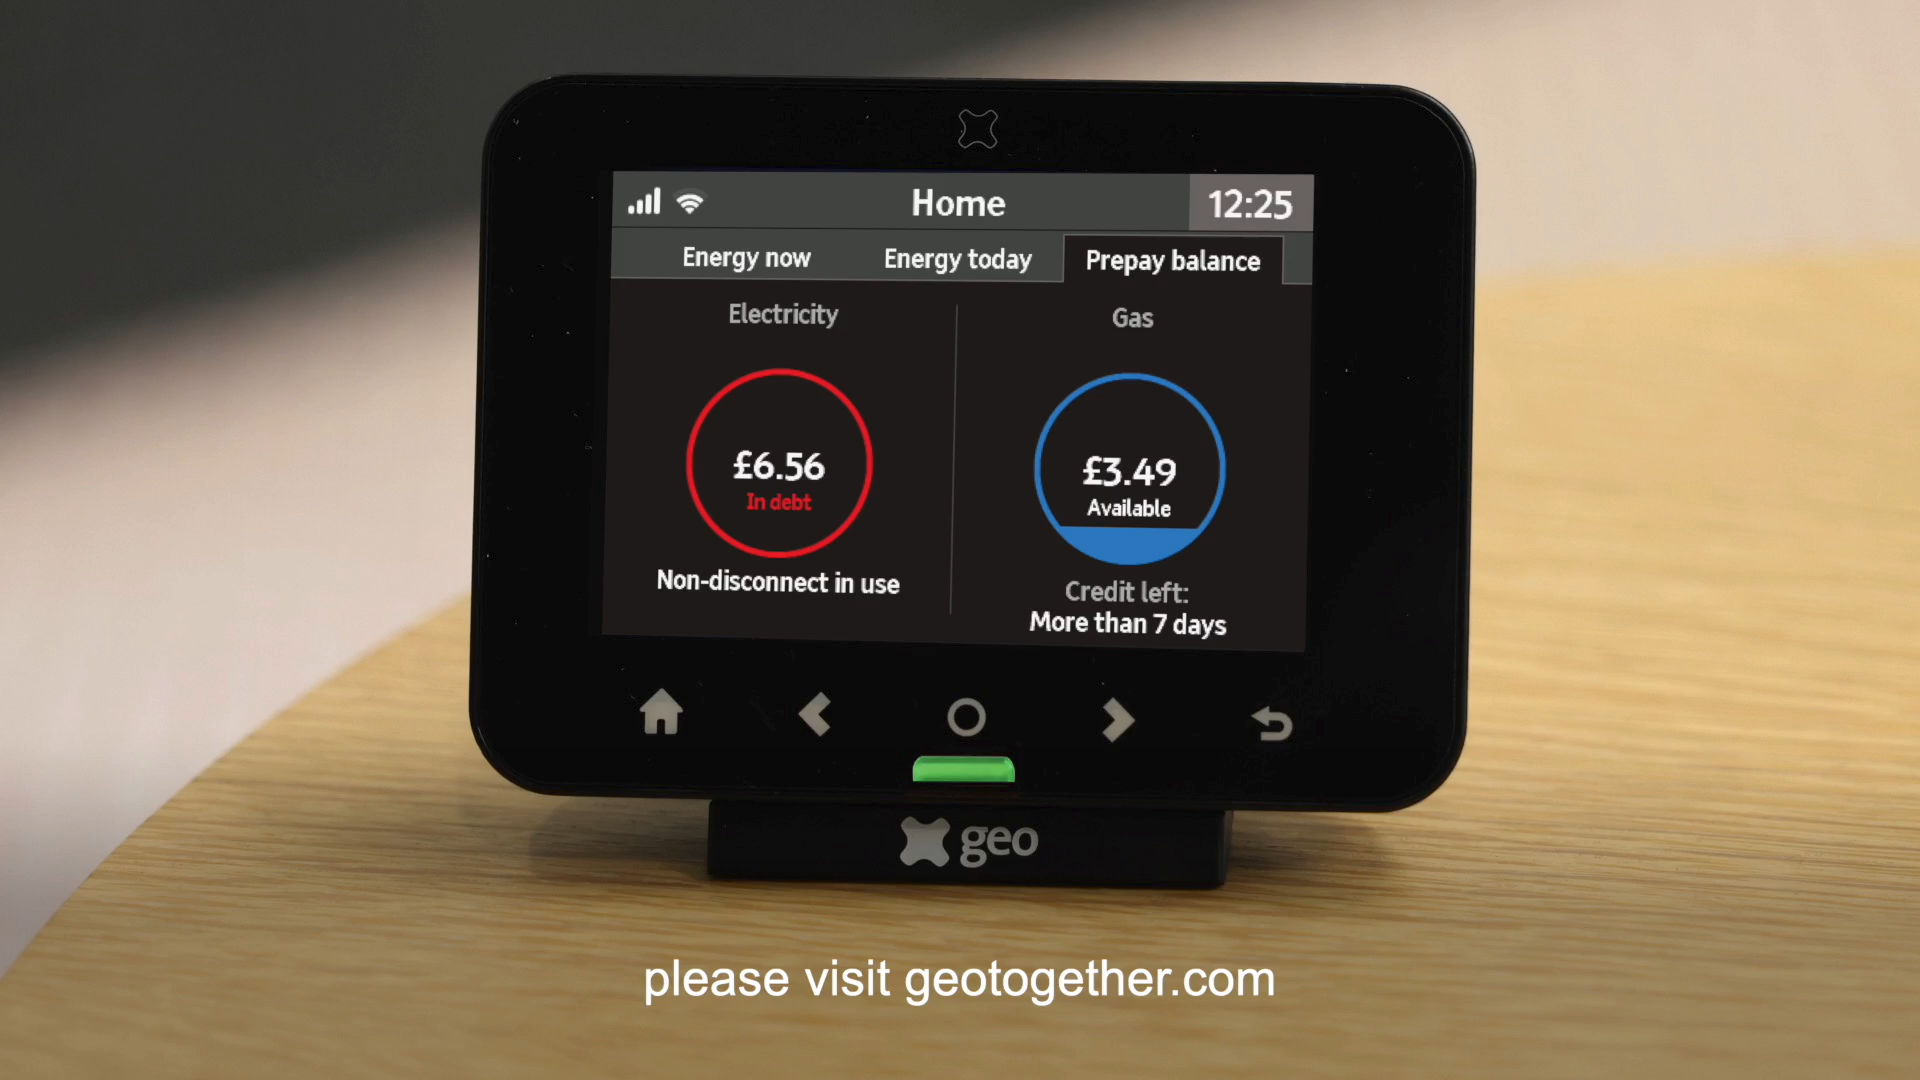 Home
12:25
Energy now
Energy today
Prepay balance
Electricity
Gas
£6.56
In debt
£3.49
Available
Non-disconnect in use
Credit left:
More than 7 days
geo
please visit geotogether.com